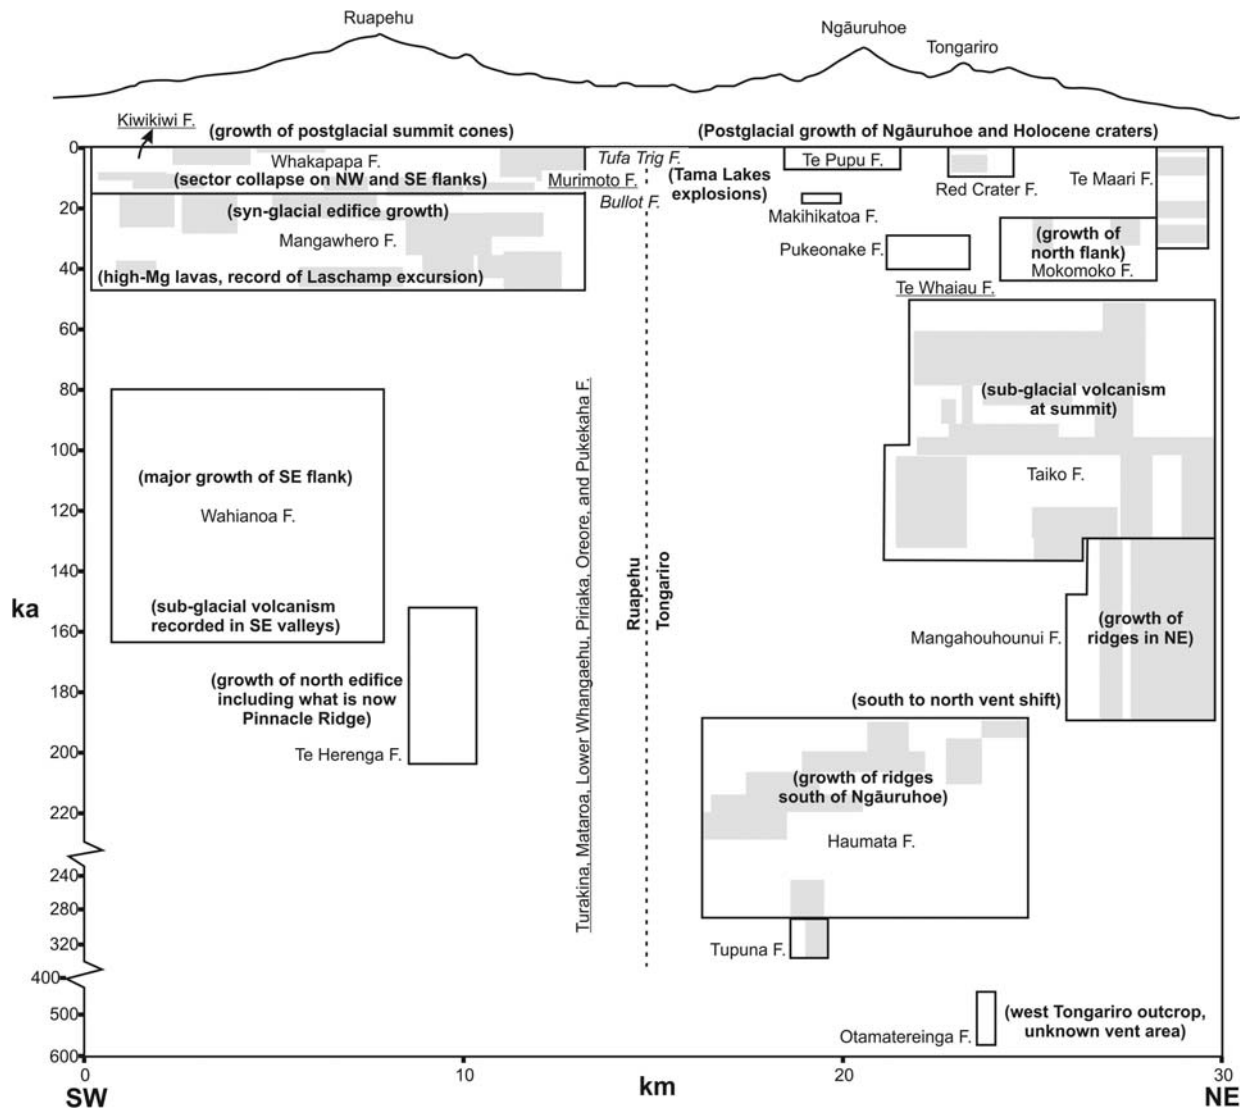 Ruapehu
Ngāuruhoe
Tongariro
Kiwikiwi F.
(growth of postglacial summit cones)
(Postglacial growth of Ngāuruhoe and Holocene craters)
0
20
40
60
80
100
120
140
160
180
200
220
240
280
320
400
500
600
ka
Whakapapa F.
(sector collapse on NW and SE flanks)
(syn-glacial edifice growth)
Mangawhero F.
(high-Mg lavas, record of Laschamp excursion)
Tufa Trig F.
Murimoto F.
Bullot F.
(Tama Lakes
explosions)
Te Pupu F.
Red Crater F.
Te Maari F.
Makihikatoa F.
Pukeonake F.
(growth of
north flank)
Mokomoko F.
Te Whaiau F.
(sub-glacial volcanism
at summit)
Taiko F.
(major growth of SE flank)
Wahianoa F.
(sub-glacial volcanism
recorded in SE valleys)
(growth of north edifice
including what is now
Pinnacle Ridge)
Te Herenga F.
Turakina, Mataroa, Lower Whangaehu, Piriaka, Oreore, and Pukekaha F.
Ruapehu
Tongariro
Mangahouhounui F.
(growth of
ridges in NE)
(south to north vent shift)
(growth of ridges
south of Ngāuruhoe)
Haumata F.
Tupuna F.
Otamatereinga F.
(west Tongariro outcrop,
unknown vent area)
0
10
20
30
SW
km
NE